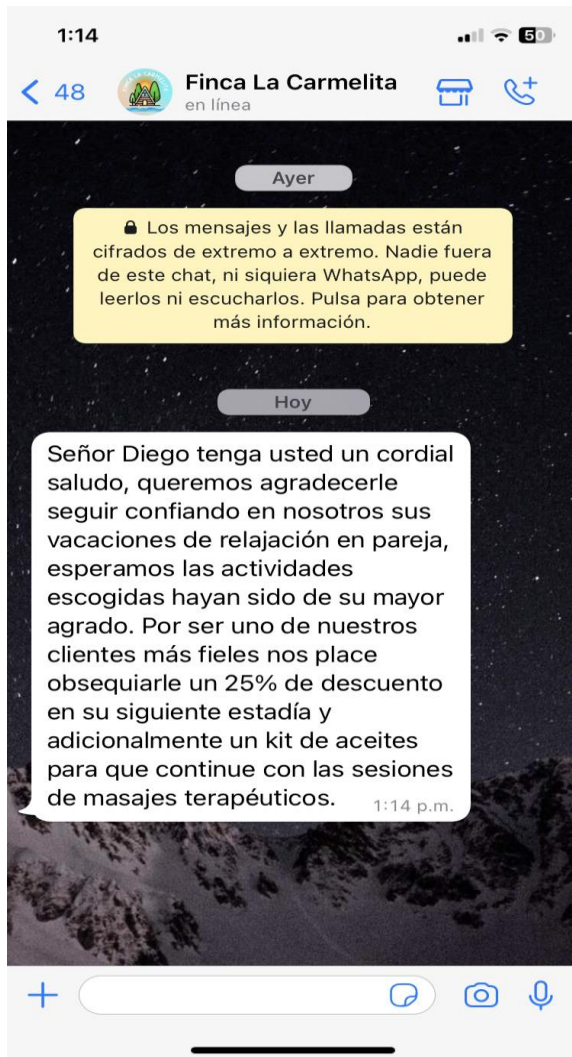 1:14
50
48
Finca La Carmelita
en línea
Ayer
Los mensajes y las llamadas están
cifrados de extremo a extremo. Nadie fuera
de este chat, ni siquiera WhatsApp, puede
leerlos ni escucharlos. Pulsa para obtener
más información.
Hoy
Señor Diego tenga usted un cordial
saludo, queremos agradecerle
seguir confiando en nosotros sus
vacaciones de relajación en pareja,
esperamos las actividades
escogidas hayan sido de su mayor
agrado. Por ser uno de nuestros
clientes más fieles nos place
obsequiarle un 25% de descuento
en su siguiente estadía y
adicionalmente un kit de aceites
para que continue con las sesiones
de masajes terapéuticos. 1:14 p.m.